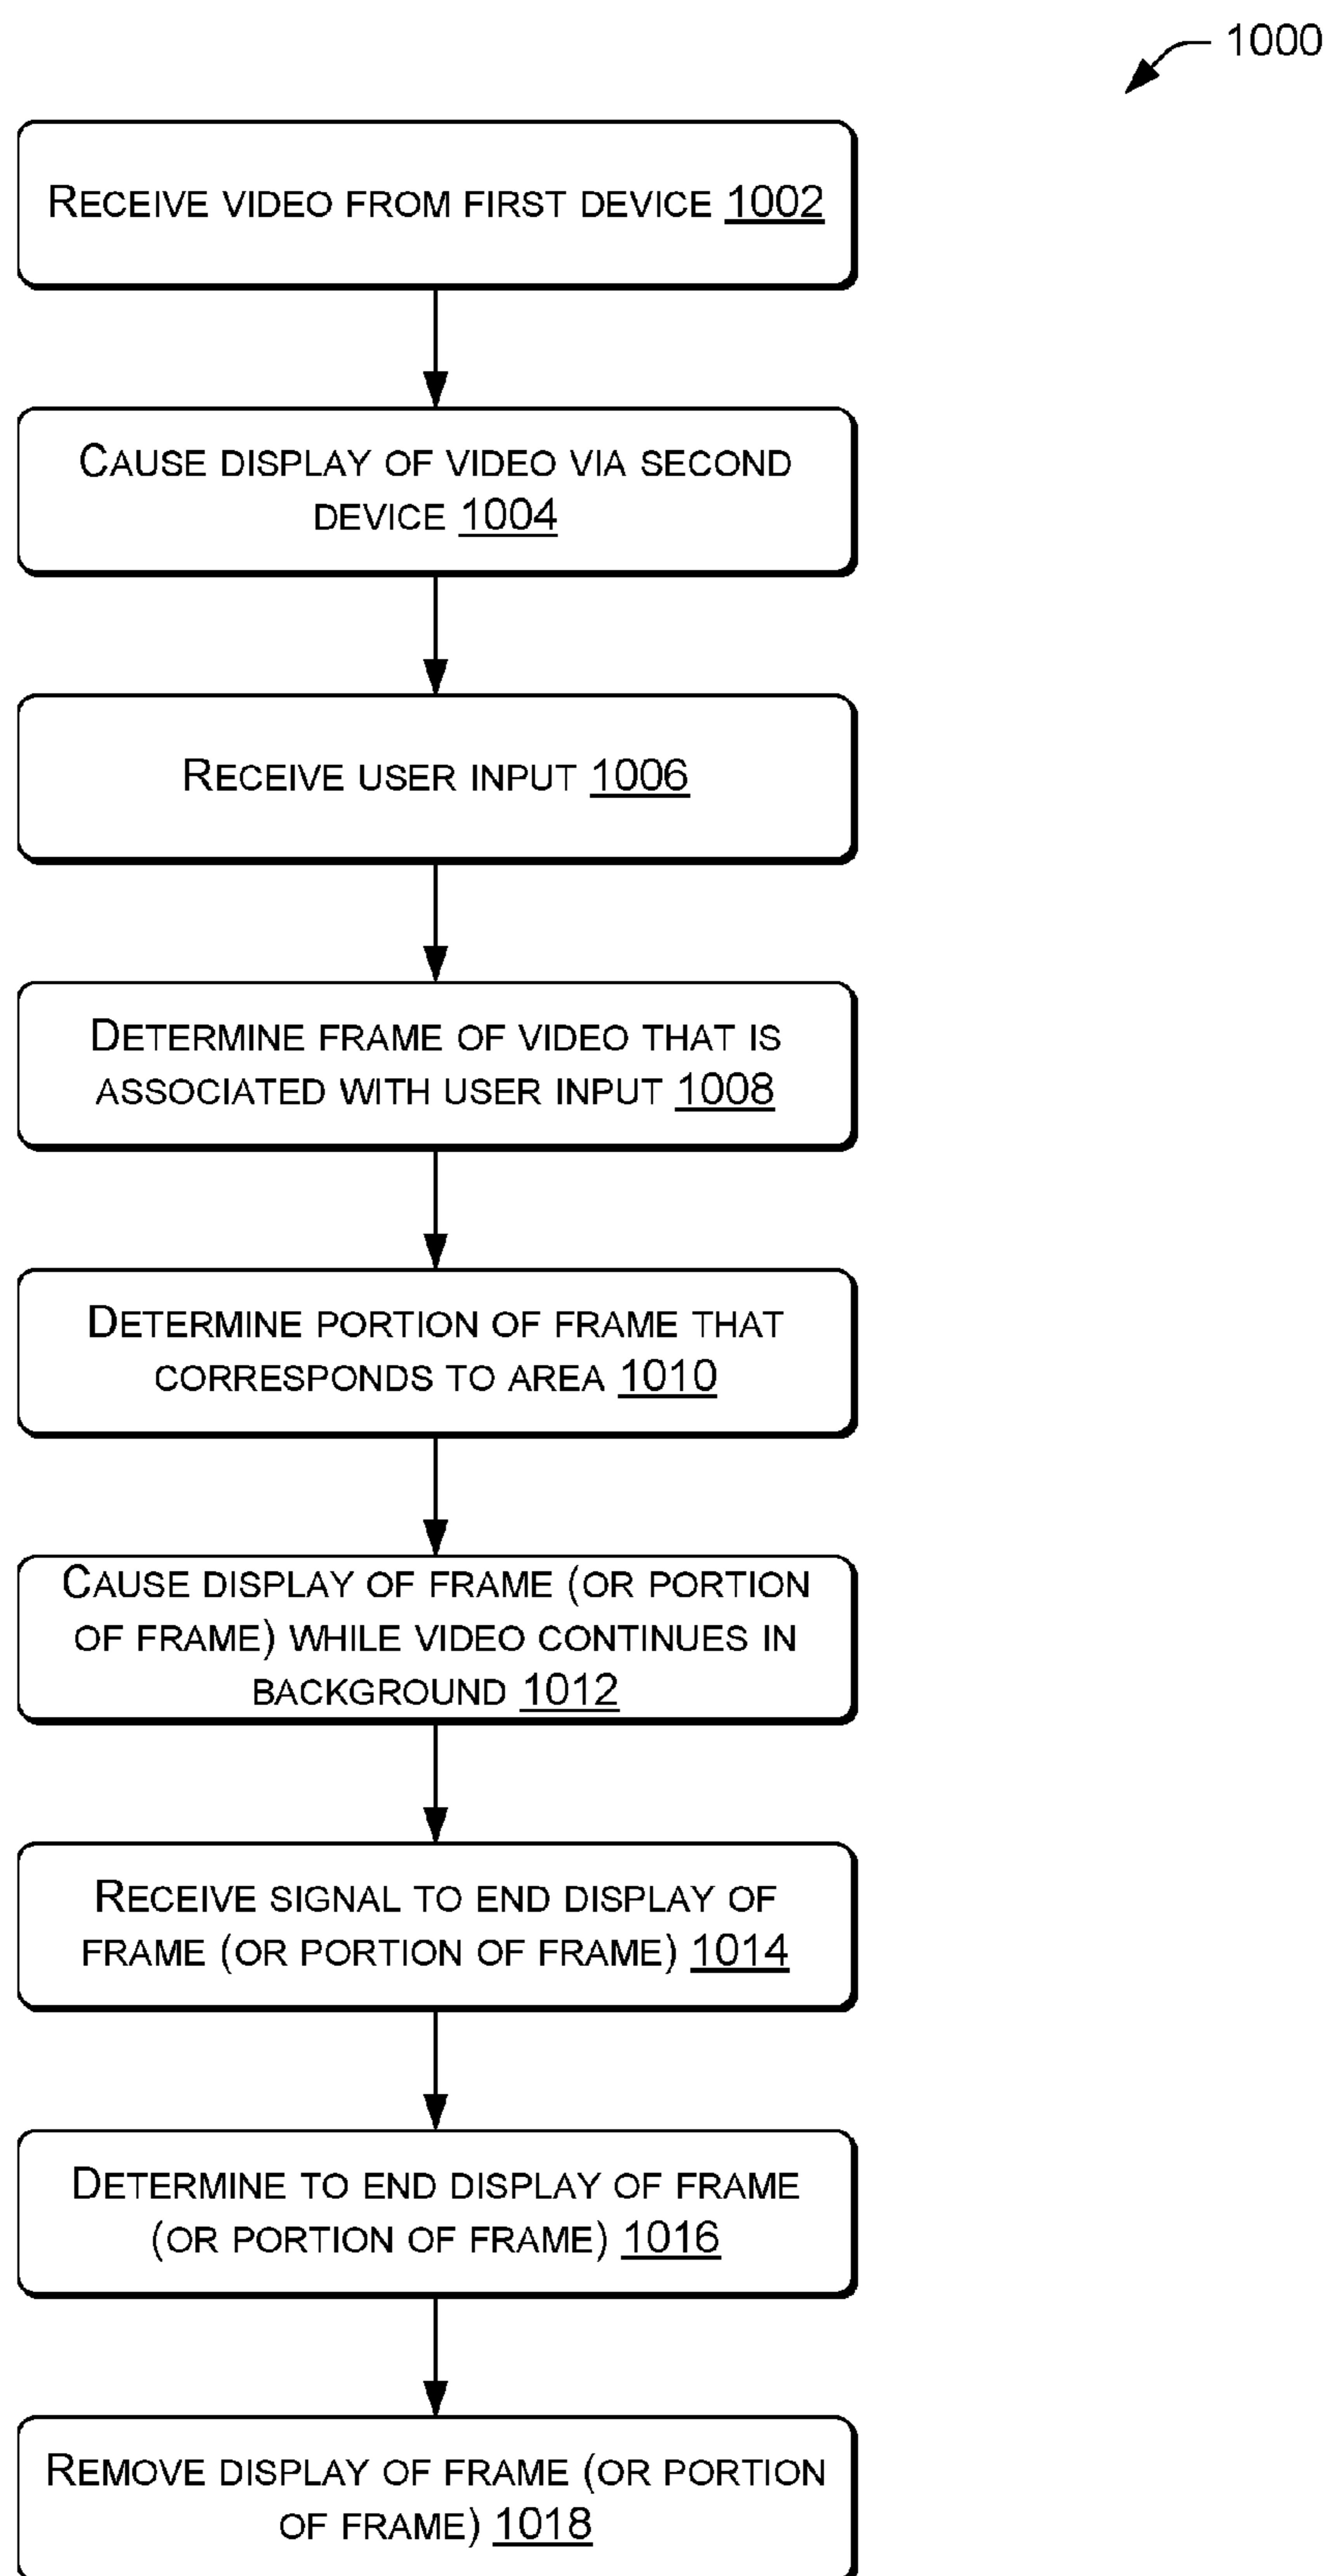 1000
RECEIVE VIDEO FROM FIRST DEVICE 1002
CAUSE DISPLAY OF VIDEO VIA SECOND
DEVICE 1004
RECEIVE USER INPUT 1006
DETERMINE FRAME OF VIDEO THAT IS
ASSOCIATED WITH USER INPUT 1008
DETERMINE PORTION OF FRAME THAT
CORRESPONDS TO AREA 1010
CAUSE DISPLAY OF FRAME (OR PORTION
OF FRAME) WHILE VIDEO CONTINUES IN
BACKGROUND 1012
RECEIVE SIGNAL TO END DISPLAY OF
FRAME (OR PORTION OF FRAME) 1014
DETERMINE TO END DISPLAY OF FRAME
(OR PORTION OF FRAME) 1016
REMOVE DISPLAY OF FRAME (OR PORTION
OF FRAME) 1018